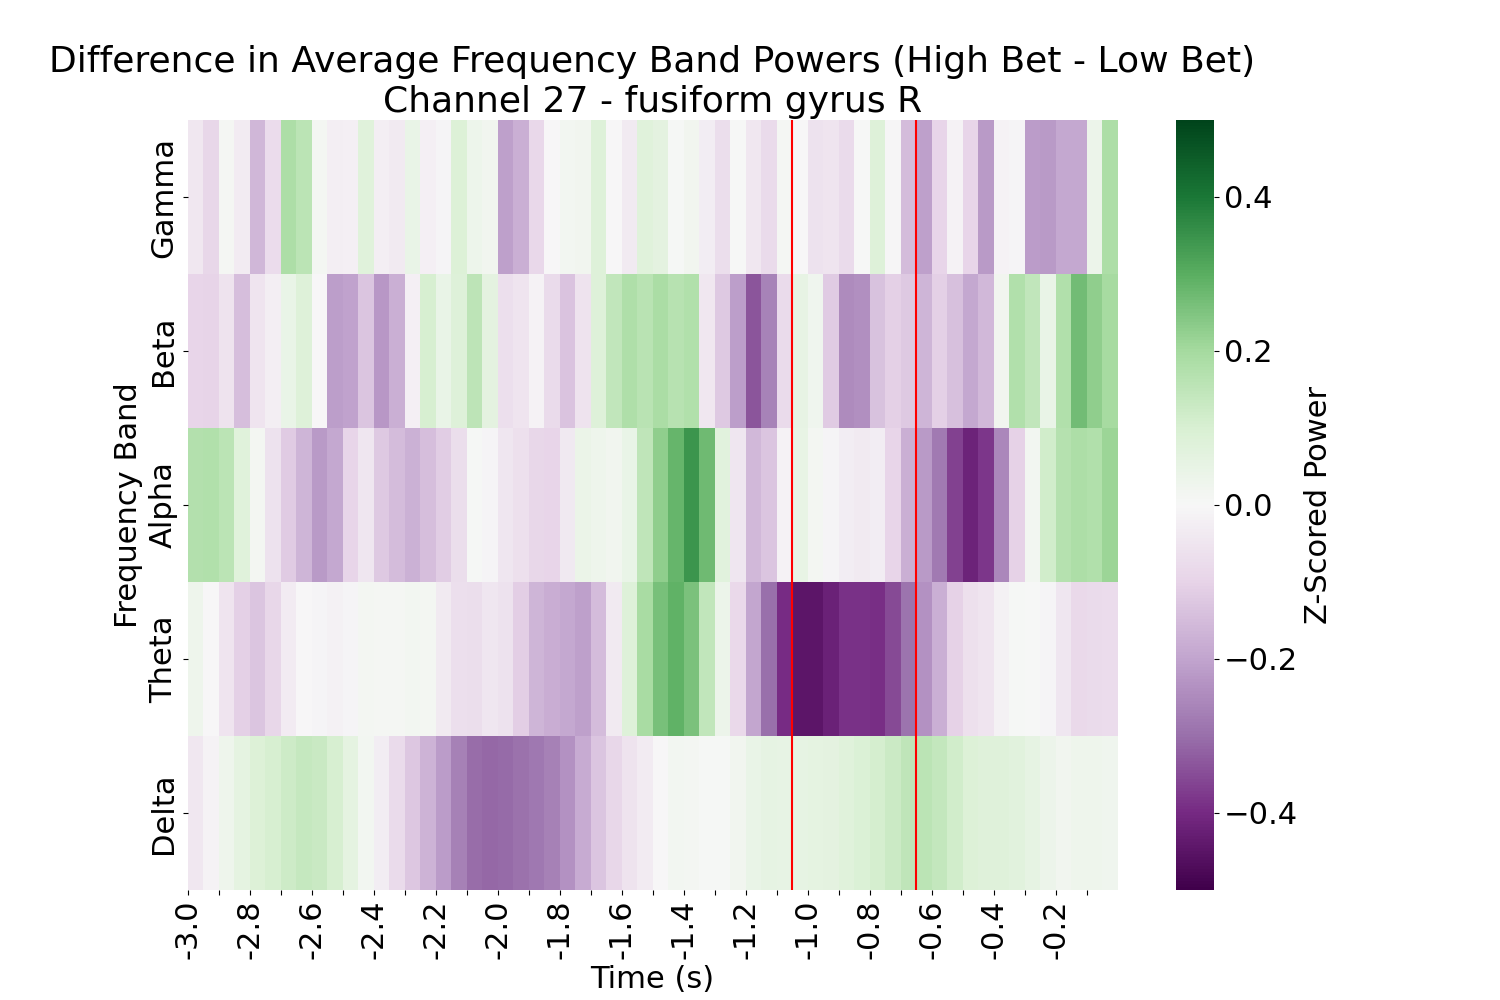 Difference in Average Frequency Band Powers (High Bet - Low Bet)
Channel 27 - fusiform gyrus R
Frequency Band
Gamma
Beta
Alpha
Theta
Delta
-3.0
-2.8
-2.6
-2.4
-2.2
-2.0
-1.8
-1.6
-1.4
-1.2
-1.0
-0.8
-0.6
-0.4
-0.2
Time (s)
0.4
0.2
0.0
−0.2
−0.4
Z-Scored Power